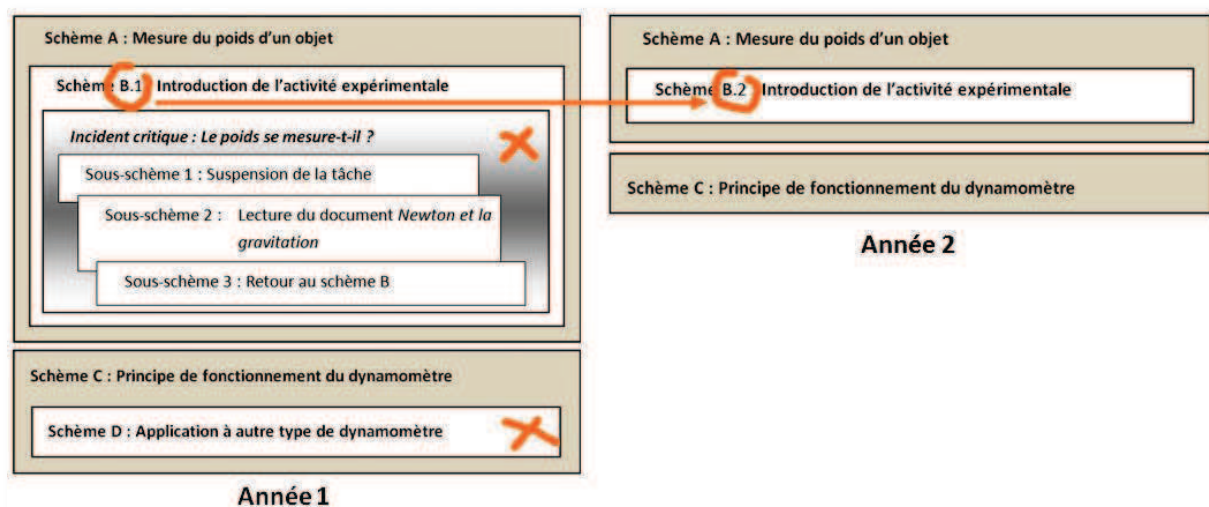 Schème A : Mesure du poids d'un objet
Schème B.1 Introduction de l'activité expérimentale
Incident critique : Le poids se mesure-t-il ?
Sous-schème 1 : Suspension de la tâche
Sous-schème 2 : Lecture du document Newton et la
gravitation
Sous-schème 3 : Retour au schème B
Schème C : Principe de fonctionnement du dynamomètre
Schème D : Application à autre type de dynamomètre
Année 1
Schème A : Mesure du poids d'un objet
Schème B.2 : Introduction de l'activité expérimentale
Schème C : Principe de fonctionnement du dynamomètre
Année 2